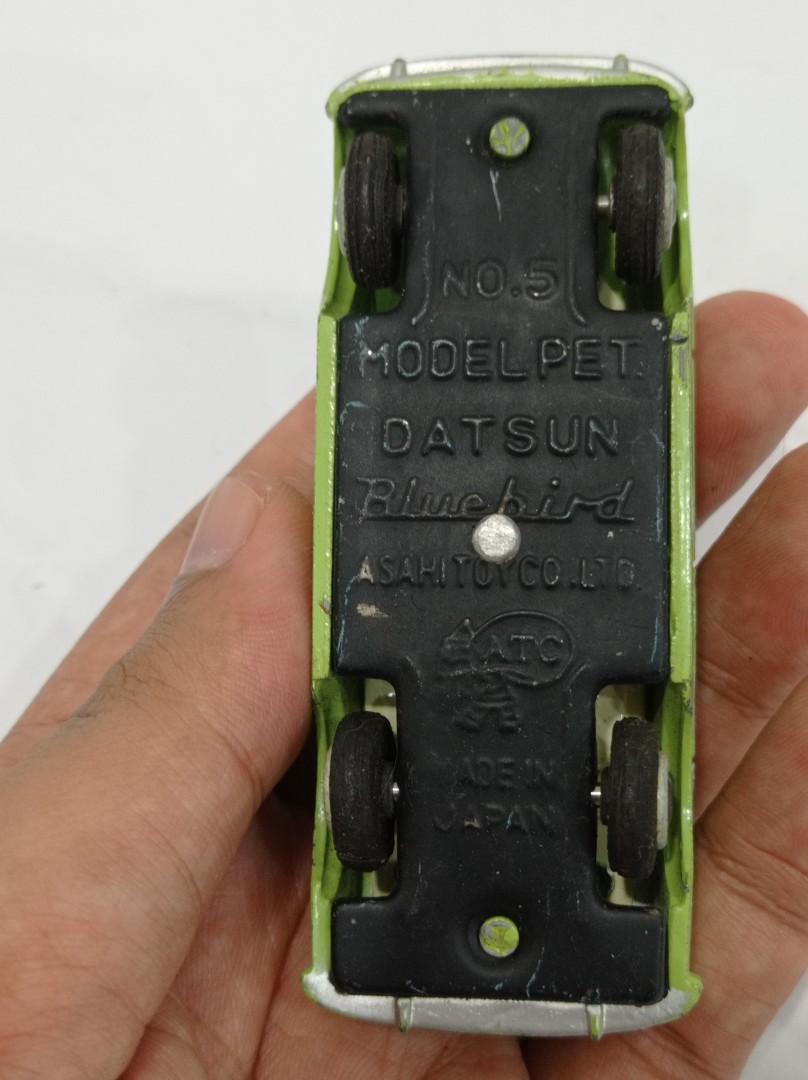 NO.5
MODEL PET.
DATSUN
Bluebird
ASAHI TOY CO.,LTD.
ATC
MADE IN
JAPAN